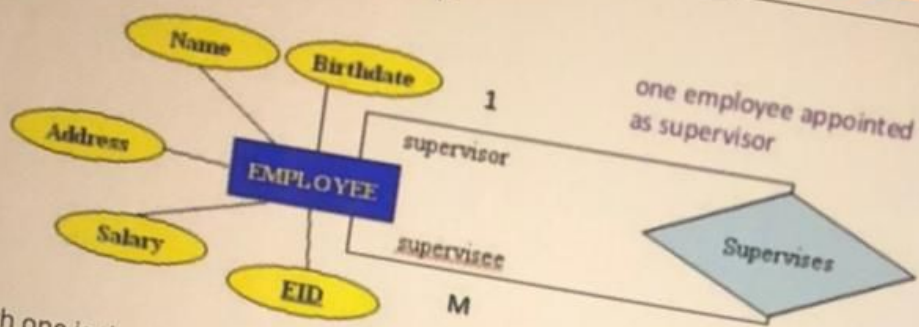 Name
Birthdate
1
one employee appointed
as supervisor
Address
supervisor
EMPLOYEE
Salary
supervisee
Supervises
EID
M